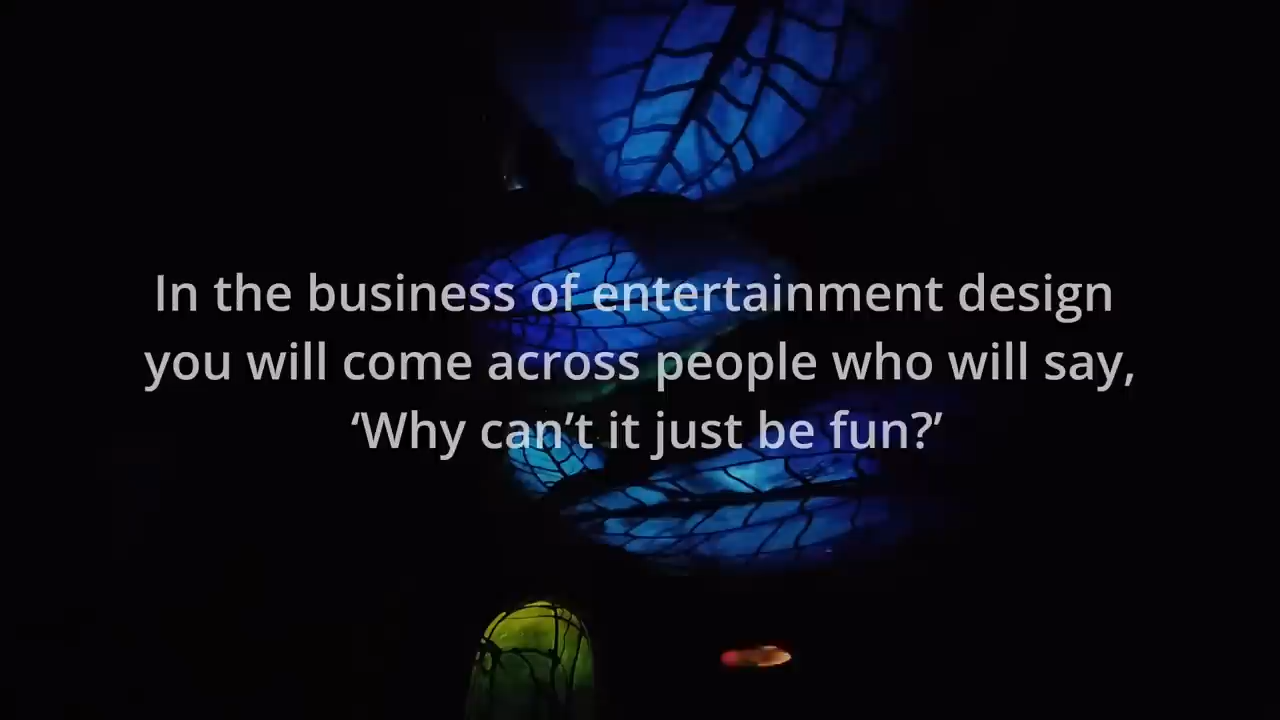 In the business of entertainment design
you will come across people who will say,
‘Why can’t it just be fun?’